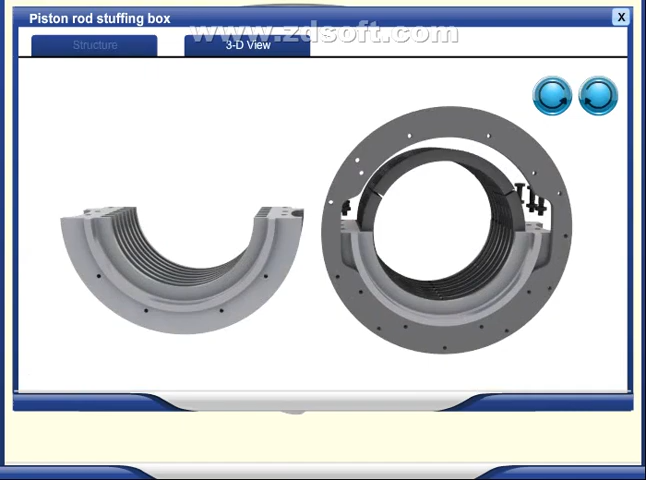 Piston rod stuffing box
X
www.zdsoft.com
Structure
3-D View